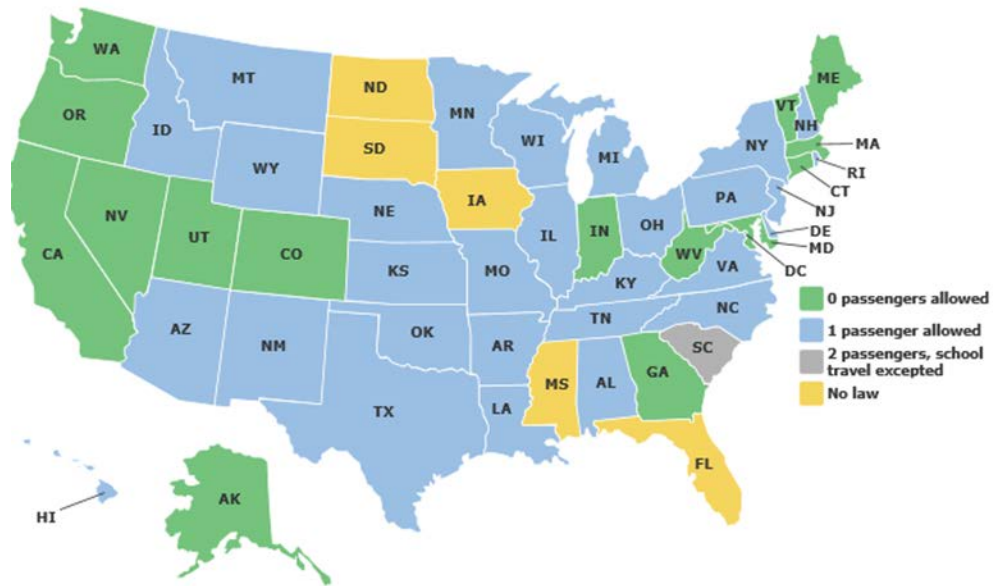 WA
MT
ND
MN
ME
VT
NH
OR
ID
SD
WI
MI
NY
MA
WY
RI
CT
IA
PA
NJ
NE
NV
UT
CO
IL
IN
OH
DE
MD
CA
WV
DC
KS
MO
KY
VA
0 passengers allowed
NC
1 passenger allowed
AZ
NM
OK
AR
TN
SC
2 passengers, school
travel excepted
MS
AL
GA
No law
TX
LA
FL
HI
AK